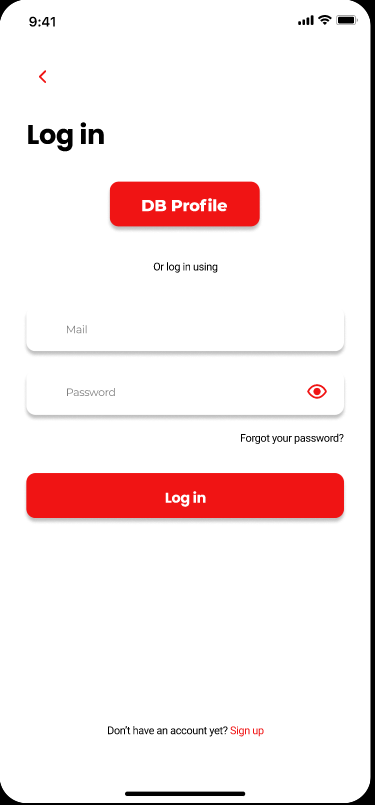 9:41
Log in
DB Profile
Or log in using
Mail
Password
Forgot your password?
Log in
Don't have an account yet? Sign up